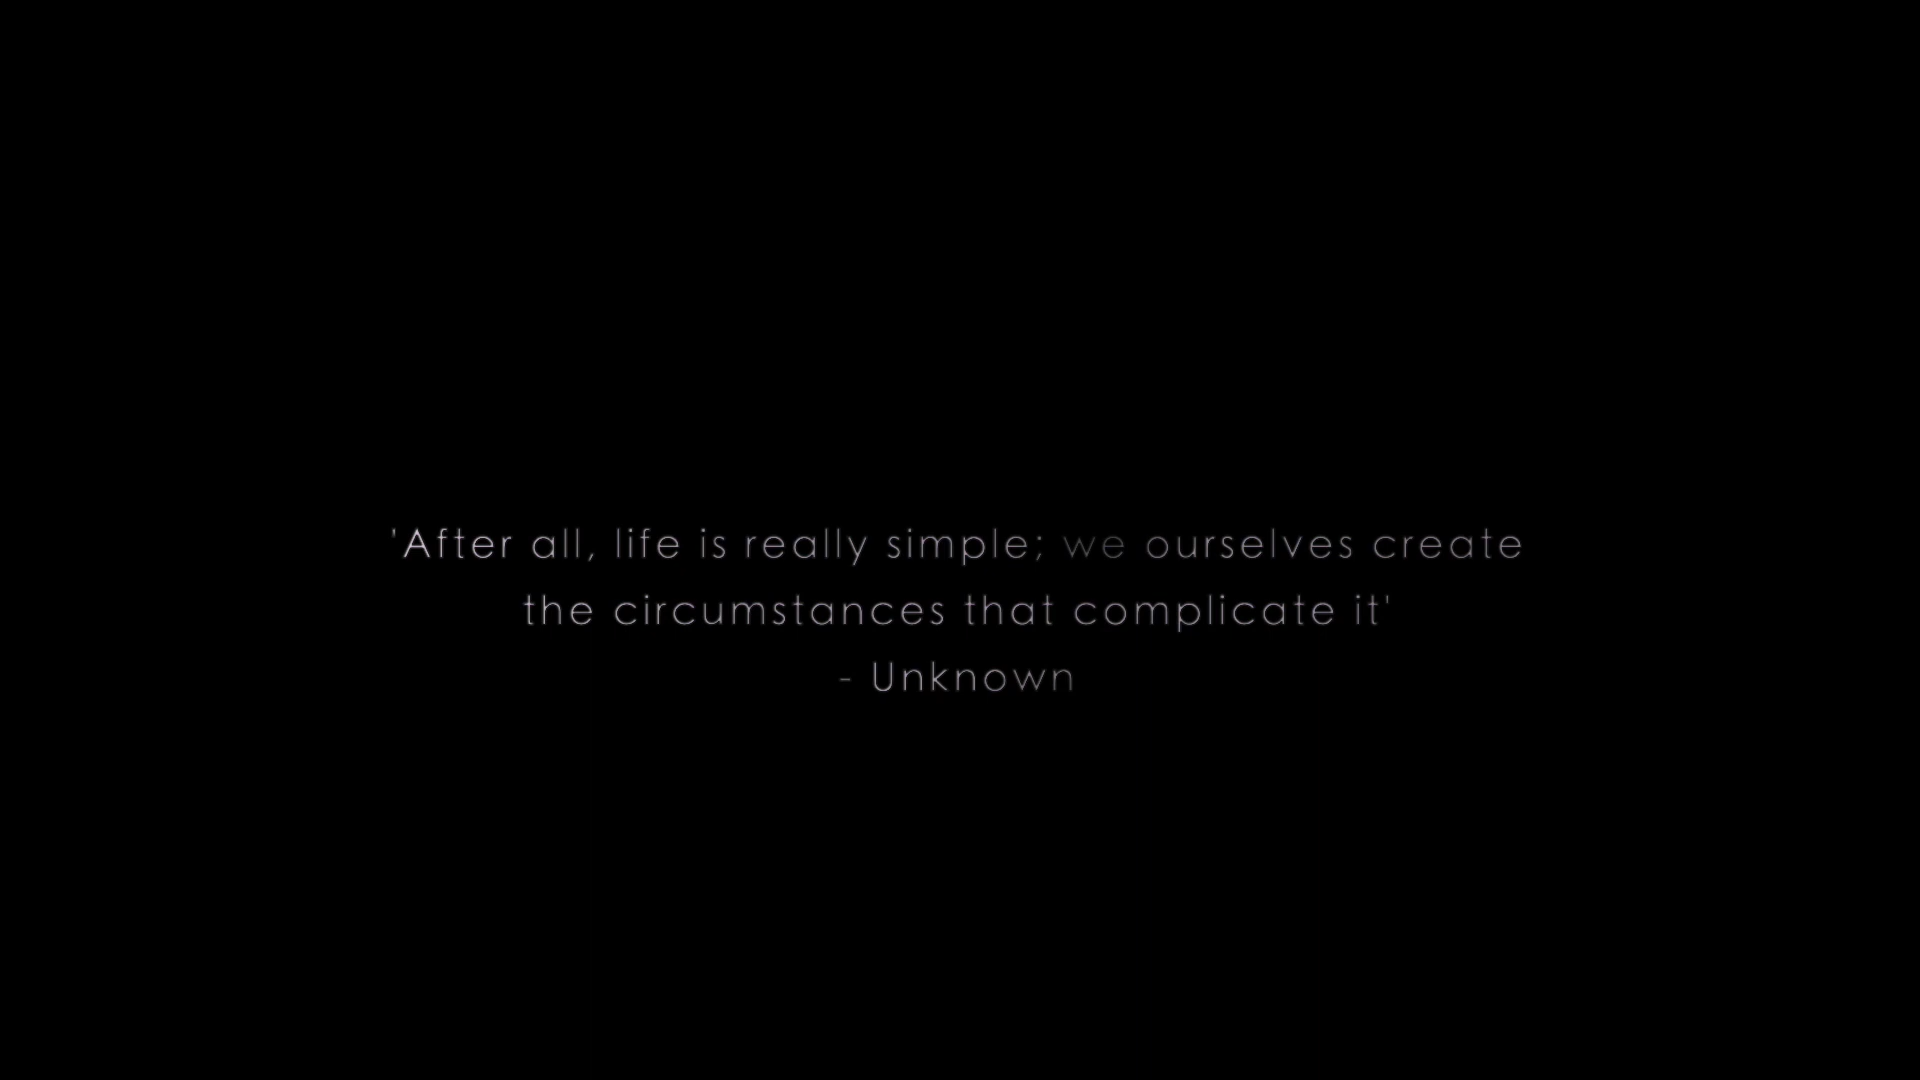 'After all, life is really simple; we ourselves create
the circumstances that complicate it'
- Unknown